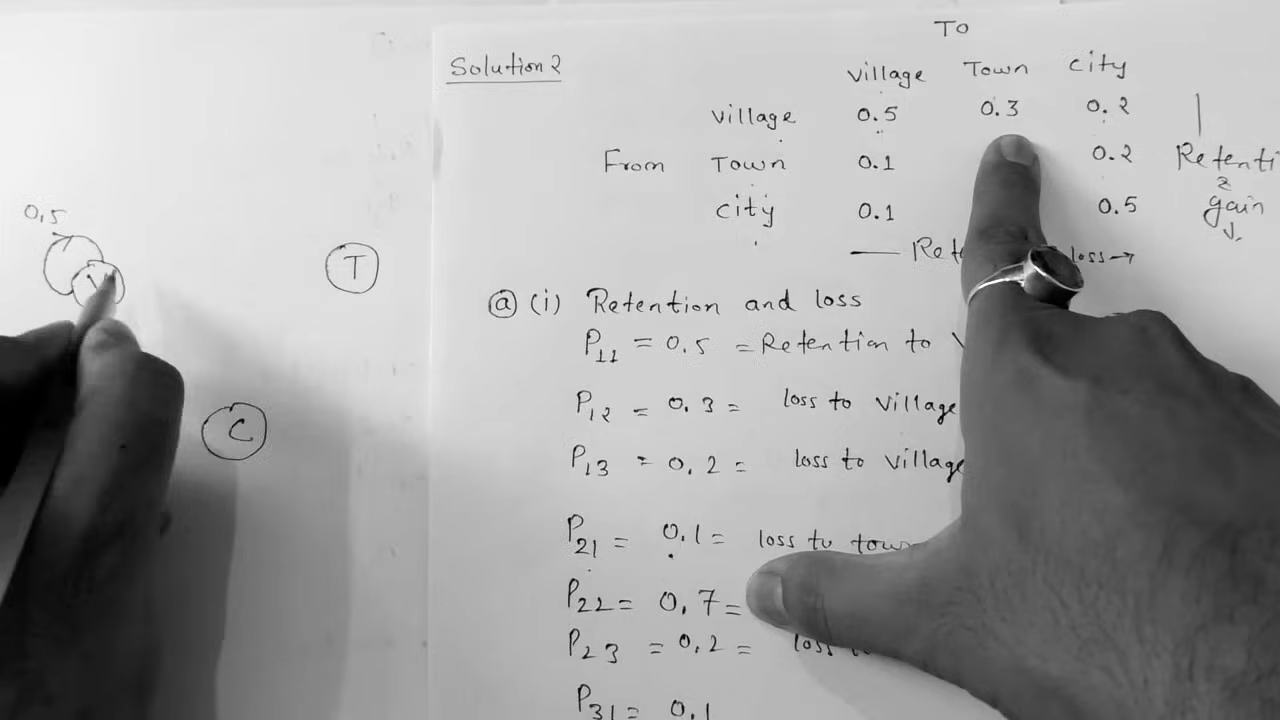 TO
Solution 2
village Town city
village 0.5 0.3 0.2
From Town 0.1 0.2
city 0.1 0.5
gain
loss→
0.5
V
T
C
ⓐ (i) Retention and loss
P11 = 0.5 = Retention to
P12 = 0.3 = loss to village
P13 = 0.2 = loss to village
P21 = 0.1 = loss to town
P22 = 0.7 =
P23 = 0.2 = loss
P31 = 0.1